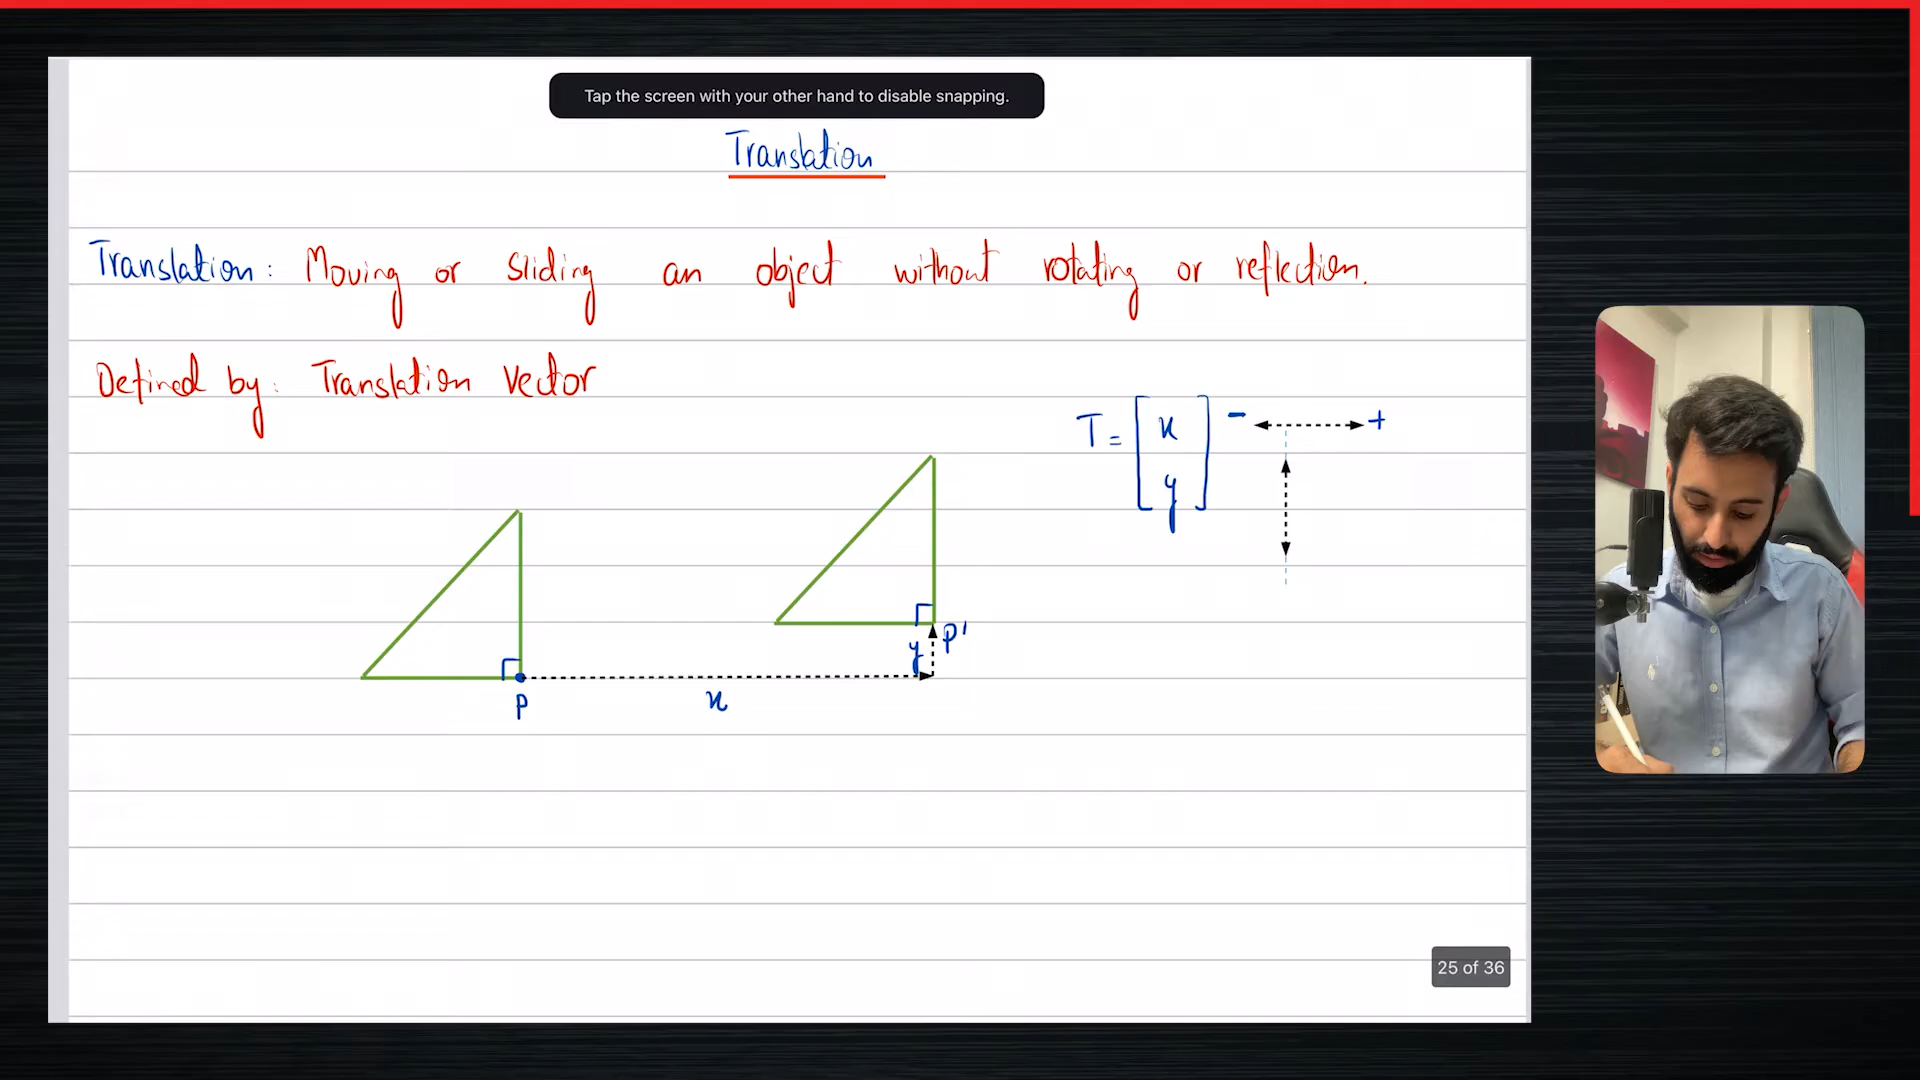 Tap the screen with your other hand to disable snapping.
Translation
Translation: Moving or sliding an object without rotating or reflection.
Defined by: Translation vector
T = [x y] - +
P'
y
P
x
25 of 36